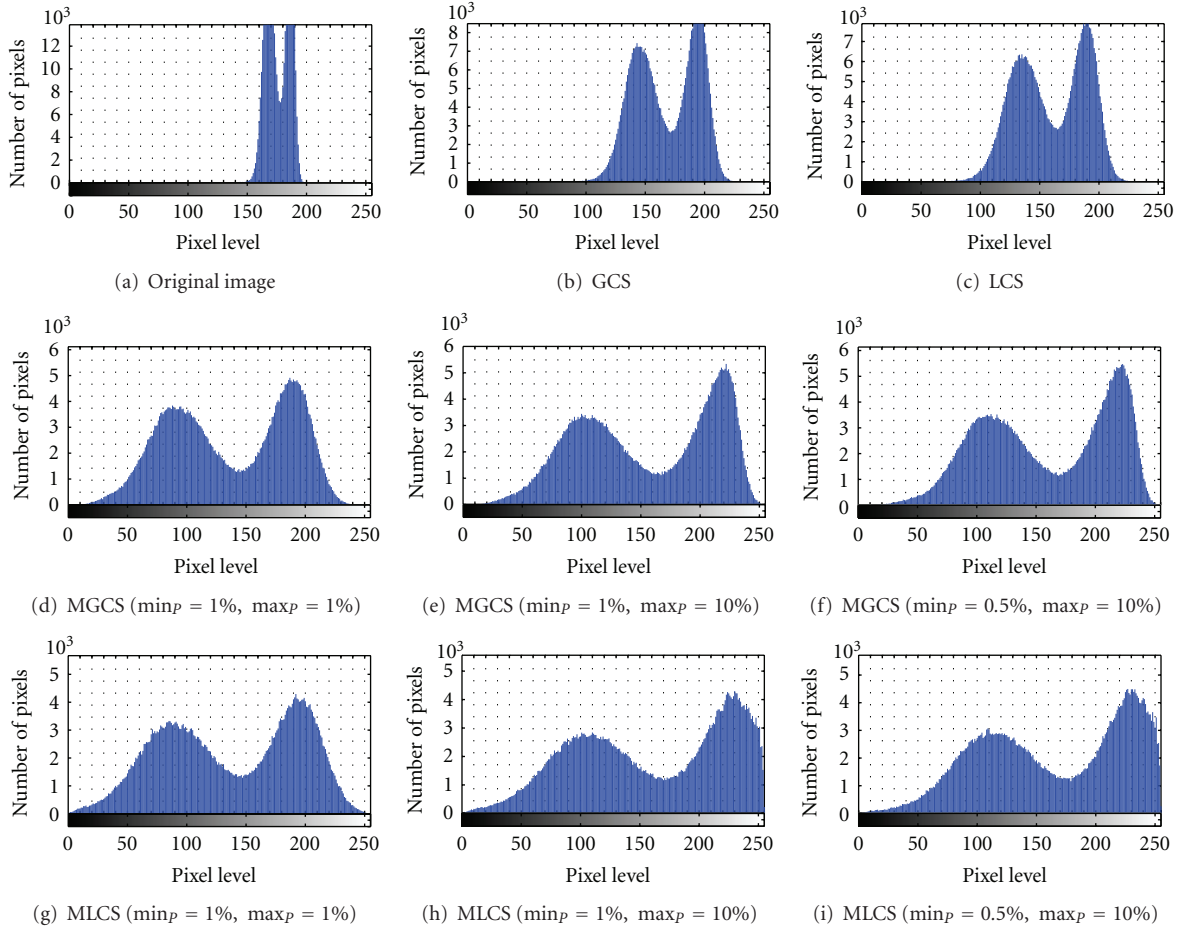 10³
12
10
8
6
4
2
0
Number of pixels
0 50 100 150 200 250
Pixel level
(a) Original image
10³
8
7
6
5
4
3
2
1
0
Number of pixels
0 50 100 150 200 250
Pixel level
(b) GCS
10³
7
6
5
4
3
2
1
0
Number of pixels
0 50 100 150 200 250
Pixel level
(c) LCS
10³
6
5
4
3
2
1
0
Number of pixels
0 50 100 150 200 250
Pixel level
(d) MGCS (minP = 1%, maxP = 1%)
10³
6
5
4
3
2
1
0
Number of pixels
0 50 100 150 200 250
Pixel level
(e) MGCS (minP = 1%, maxP = 10%)
10³
6
5
4
3
2
1
0
Number of pixels
0 50 100 150 200 250
Pixel level
(f) MGCS (minP = 0.5%, maxP = 10%)
10³
5
4
3
2
1
0
Number of pixels
0 50 100 150 200 250
Pixel level
(g) MLCS (minP = 1%, maxP = 1%)
10³
5
4
3
2
1
0
Number of pixels
0 50 100 150 200 250
Pixel level
(h) MLCS (minP = 1%, maxP = 10%)
10³
5
4
3
2
1
0
Number of pixels
0 50 100 150 200 250
Pixel level
(i) MLCS (minP = 0.5%, maxP = 10%)